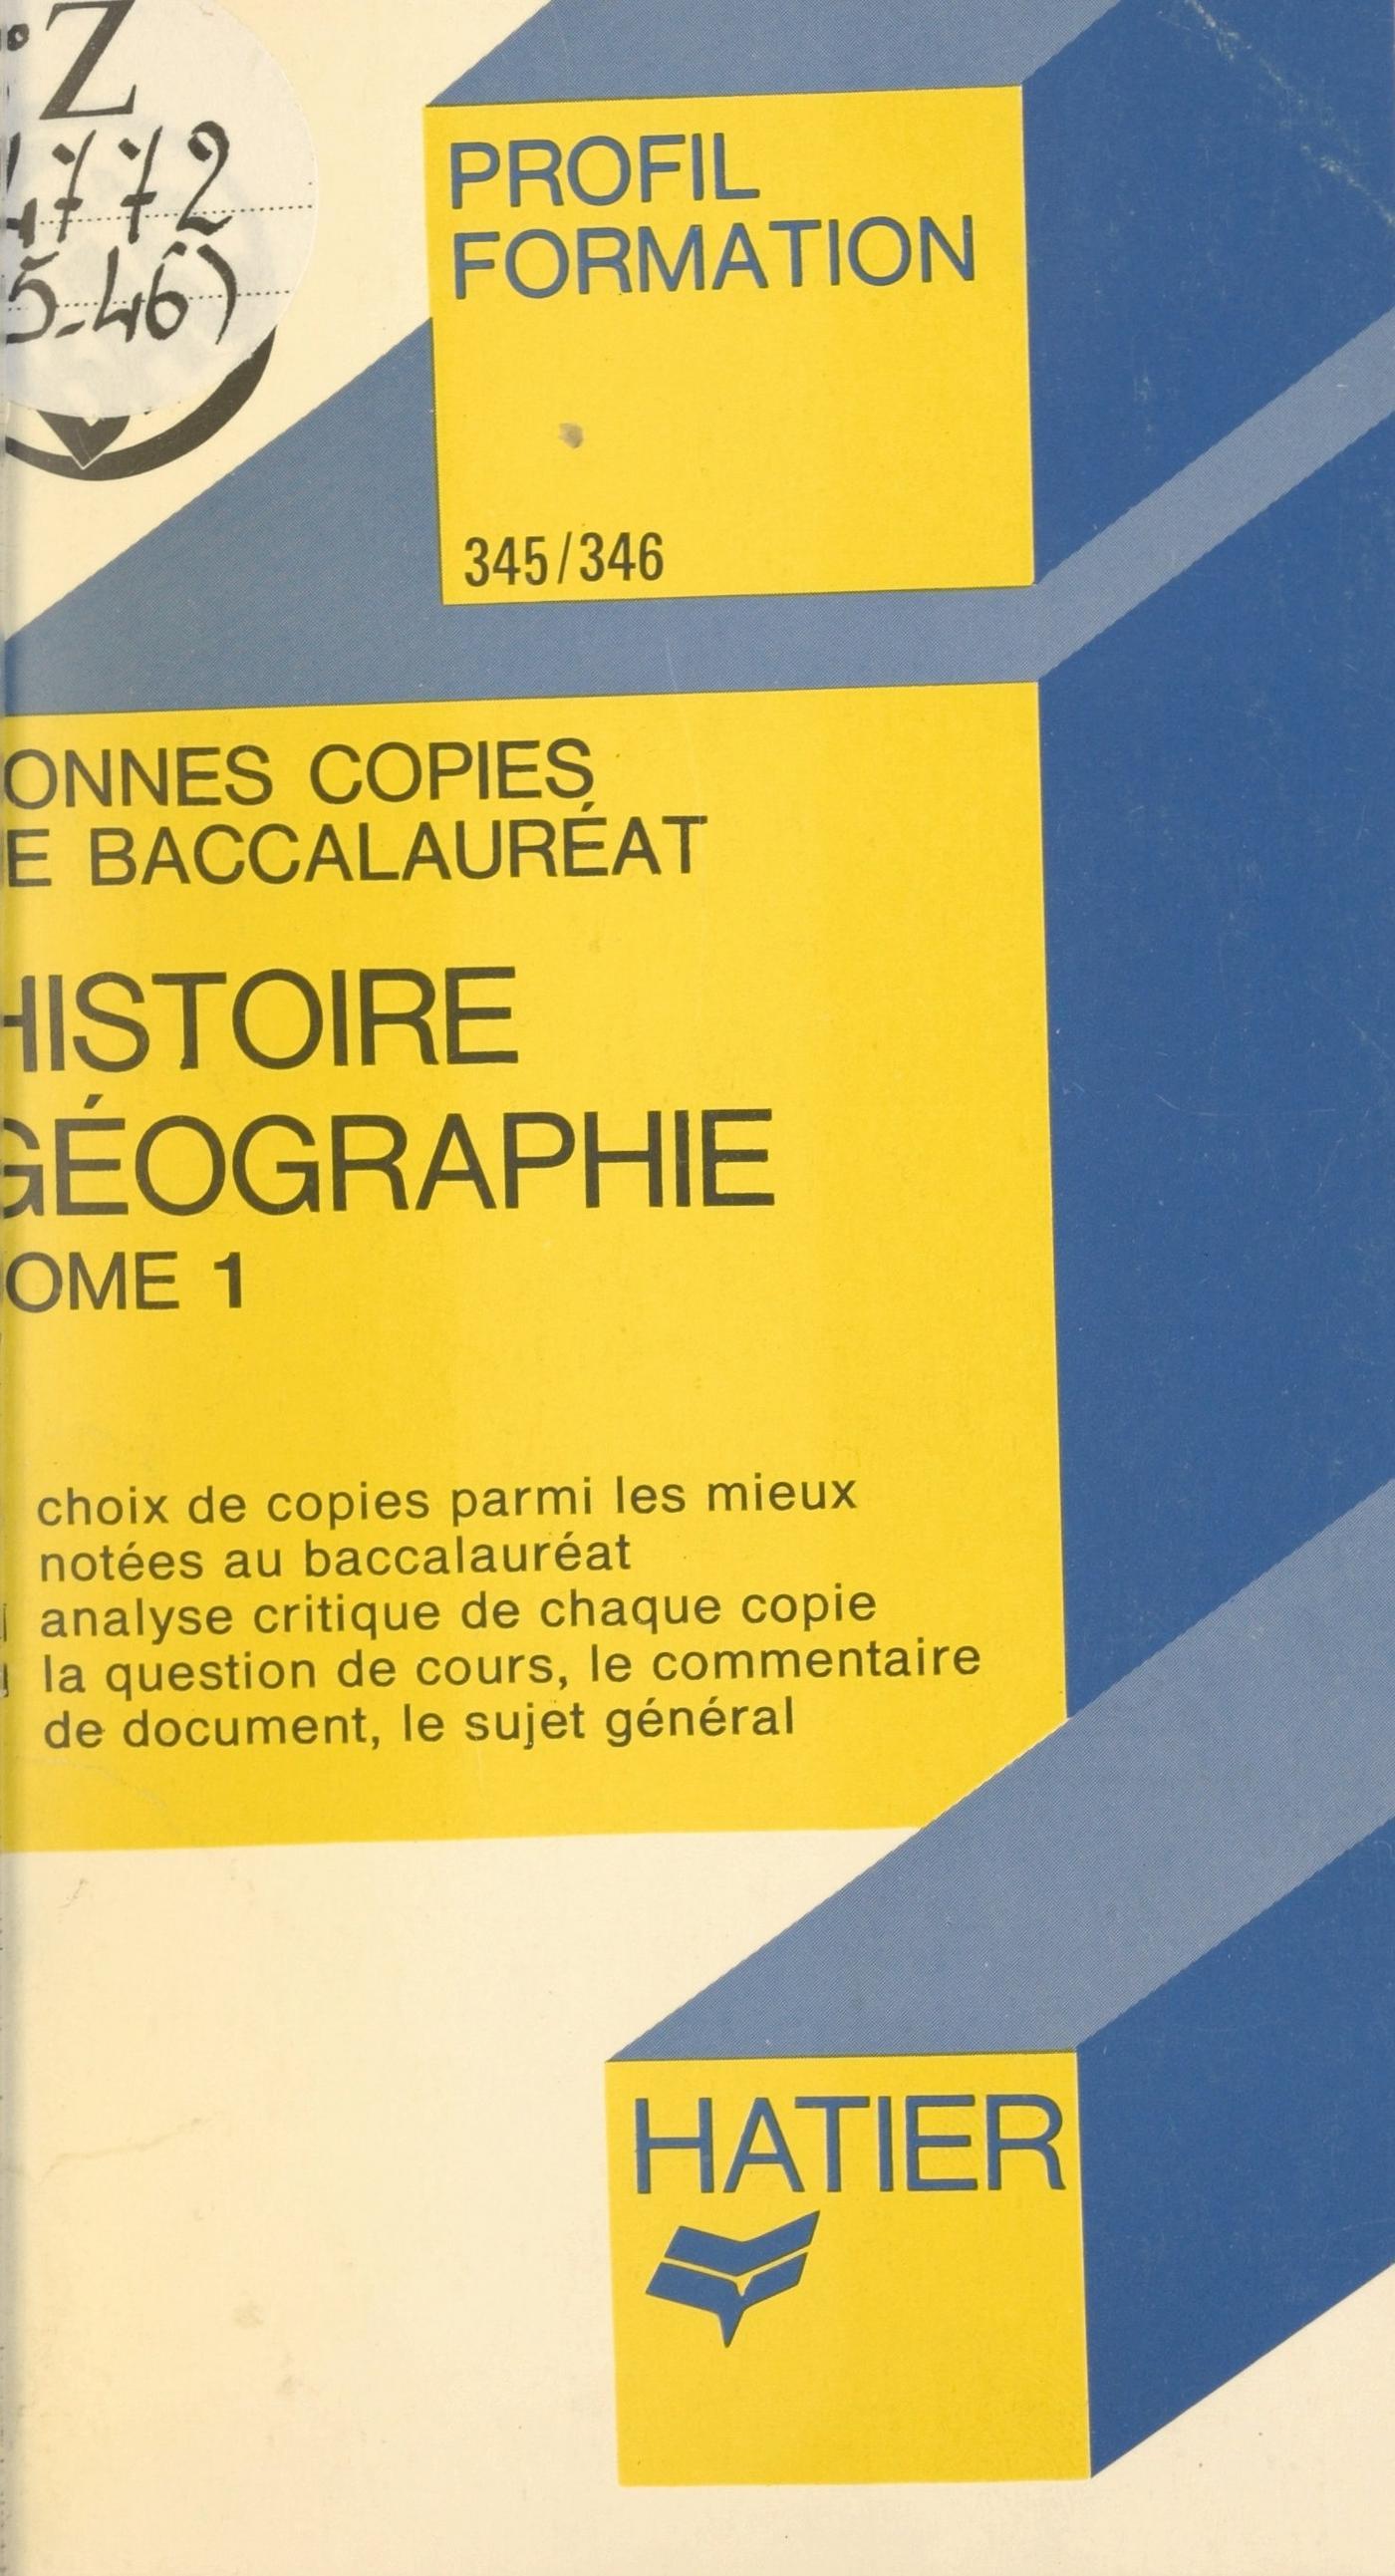 °Z
4772
5-46)
PROFIL
FORMATION
345/346
ONNES COPIES
E BACCALAURÉAT
HISTOIRE
GÉOGRAPHIE
OME 1
choix de copies parmi les mieux
notées au baccalauréat
analyse critique de chaque copie
la question de cours, le commentaire
de document, le sujet général
HATIER